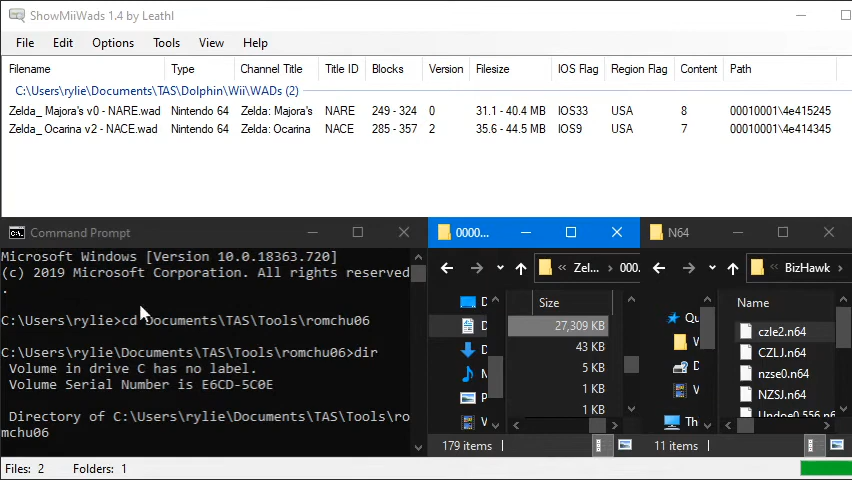 ShowMiiWads 1.4 by Leathl
File Edit Options Tools View Help
Filename Type Channel Title Title ID Blocks Version Filesize IOS Flag Region Flag Content Path
C:\Users\rylie\Documents\TAS\Dolphin\Wii\WADs (2)
Zelda_ Majora's v0 - NARE.wad Nintendo 64 Zelda: Majora's NARE 249 - 324 0 31.1 - 40.4 MB IOS33 USA 8 00010001\4e415245
Zelda_ Ocarina v2 - NACE.wad Nintendo 64 Zelda: Ocarina NACE 285 - 357 2 35.6 - 44.5 MB IOS9 USA 7 00010001\4e414345
Command Prompt
Microsoft Windows [Version 10.0.18363.720]
(c) 2019 Microsoft Corporation. All rights reserved
.
C:\Users\rylie>cd Documents\TAS\Tools\romchu06
C:\Users\rylie\Documents\TAS\Tools\romchu06>dir
Volume in drive C has no label.
Volume Serial Number is E6CD-5C0E
Directory of C:\Users\rylie\Documents\TAS\Tools\ro
mchu06
0000...
« Zel... › 000.
Size
27,309 KB
43 KB
5 KB
1 KB
1 KB
179 items
N64
« BizHawk ›
Qu
Th
Name
czle2.n64
CZLJ.n64
nzse0.n64
NZSJ.n64
Undoe0.556.n64
11 items
Files: 2 Folders: 1